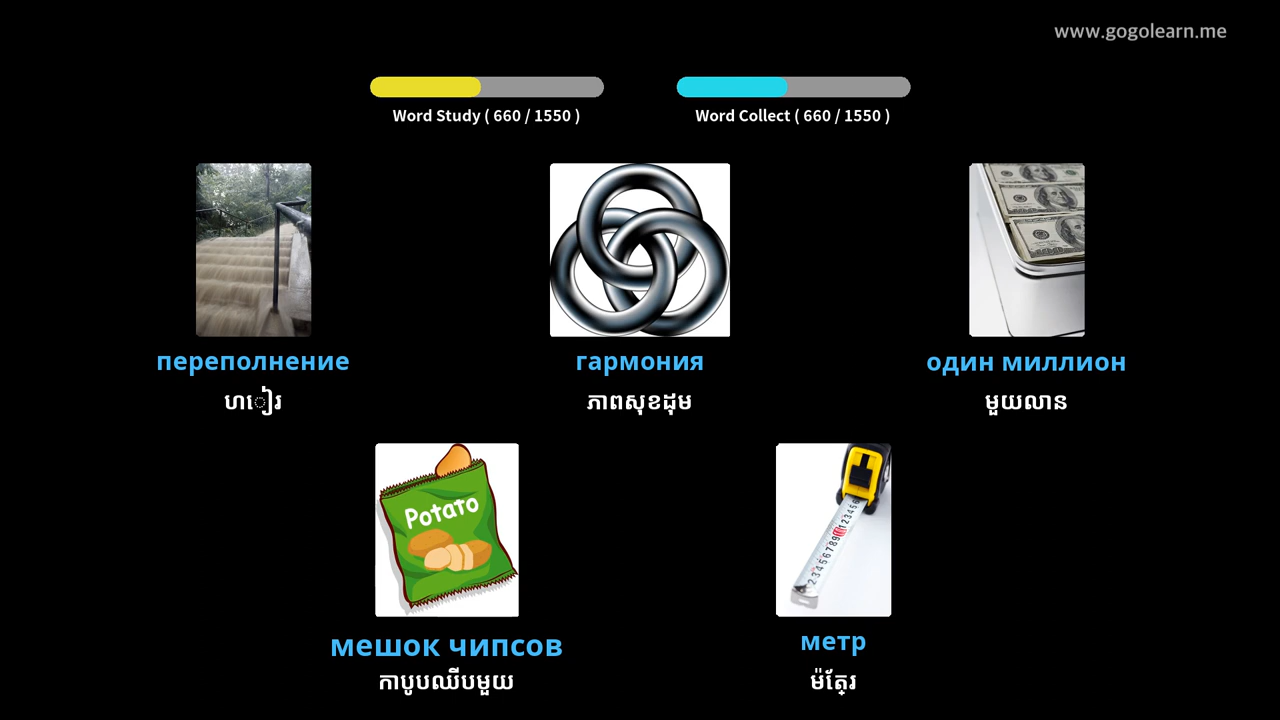 www.gogolearn.me
Word Study ( 660 / 1550 )
Word Collect ( 660 / 1550 )
переполнение
гармония
один миллион
ហៀរ
ភាពសុខដុម
មួយលាន
Potato
мешок чипсов
метр
កាបូបឈីបមួយ
ម៉ែត្រ